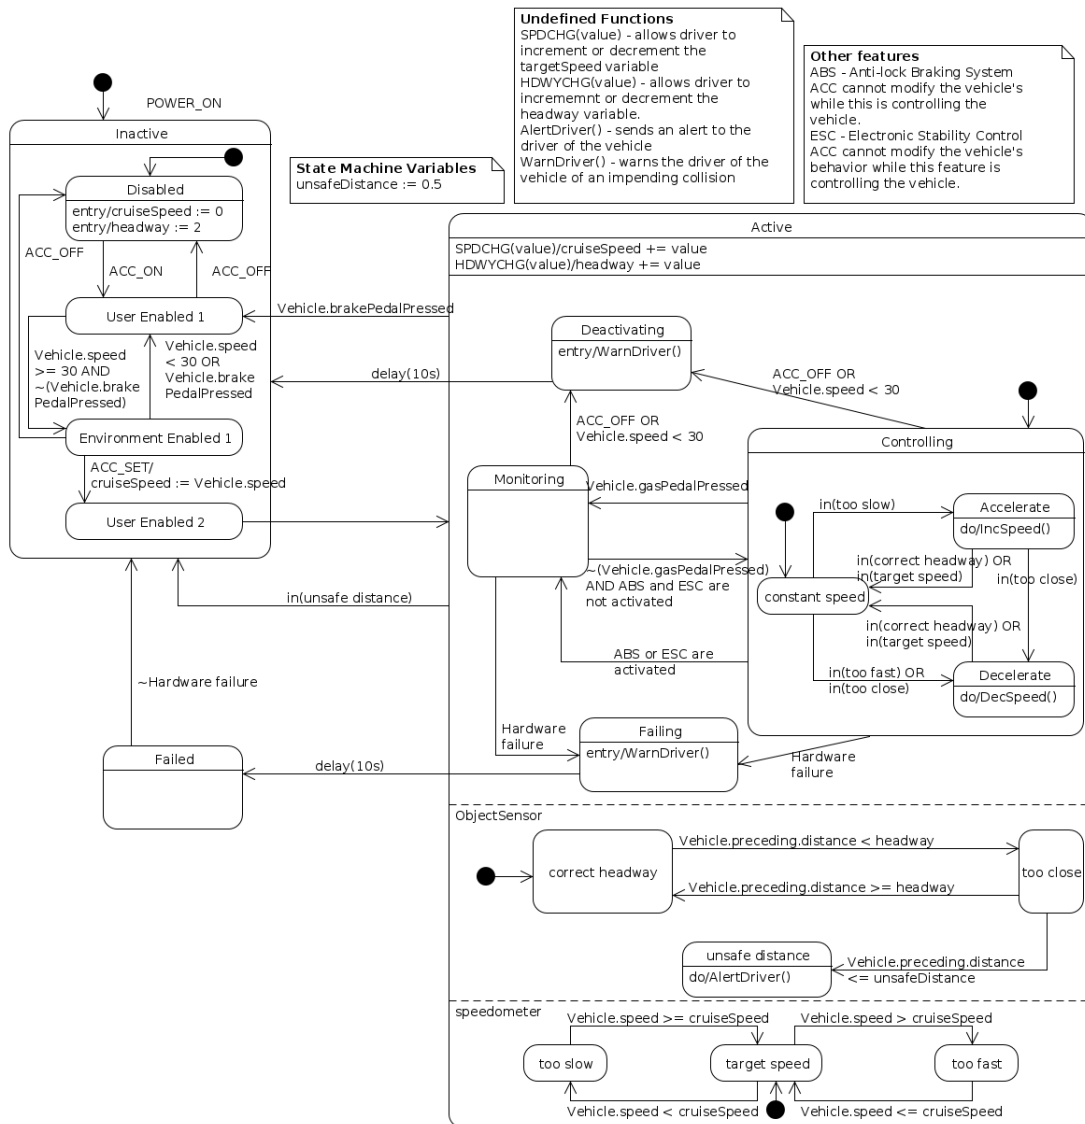 Undefined Functions
SPDCHG(value) - allows driver to
increment or decrement the
targetSpeed variable
HDWYCHG(value) - allows driver to
incrememnt or decrement the
headway variable.
AlertDriver() - sends an alert to the
driver of the vehicle
WarnDriver() - warns the driver of the
vehicle of an impending collision
Other features
ABS - Anti-lock Braking System
ACC cannot modify the vehicle's
while this is controlling the
vehicle.
ESC - Electronic Stability Control
ACC cannot modify the vehicle's
behavior while this feature is
controlling the vehicle.
State Machine Variables
unsafeDistance := 0.5
POWER_ON
Inactive
Disabled
entry/cruiseSpeed := 0
entry/headway := 2
ACC_OFF
ACC_ON
ACC_OFF
User Enabled 1
Vehicle.speed
>= 30 AND
~(Vehicle.brake
PedalPressed)
Vehicle.speed
< 30 OR
Vehicle.brake
PedalPressed
Environment Enabled 1
ACC_SET/
cruiseSpeed := Vehicle.speed
User Enabled 2
Vehicle.brakePedalPressed
delay(10s)
in(unsafe distance)
~Hardware failure
Failed
delay(10s)
Active
SPDCHG(value)/cruiseSpeed += value
HDWYCHG(value)/headway += value
Deactivating
entry/WarnDriver()
ACC_OFF OR
Vehicle.speed < 30
ACC_OFF OR
Vehicle.speed < 30
Monitoring
Vehicle.gasPedalPressed
~(Vehicle.gasPedalPressed)
AND ABS and ESC are
not activated
ABS or ESC are
activated
Controlling
in(too slow)
Accelerate
do/IncSpeed()
in(correct headway) OR
in(target speed)
in(too close)
constant speed
in(correct headway) OR
in(target speed)
in(too fast) OR
in(too close)
Decelerate
do/DecSpeed()
Hardware
failure
Failing
entry/WarnDriver()
Hardware
failure
ObjectSensor
correct headway
Vehicle.preceding.distance < headway
Vehicle.preceding.distance >= headway
too close
unsafe distance
do/AlertDriver()
Vehicle.preceding.distance
<= unsafeDistance
speedometer
Vehicle.speed >= cruiseSpeed
Vehicle.speed > cruiseSpeed
too slow
target speed
too fast
Vehicle.speed < cruiseSpeed
Vehicle.speed <= cruiseSpeed